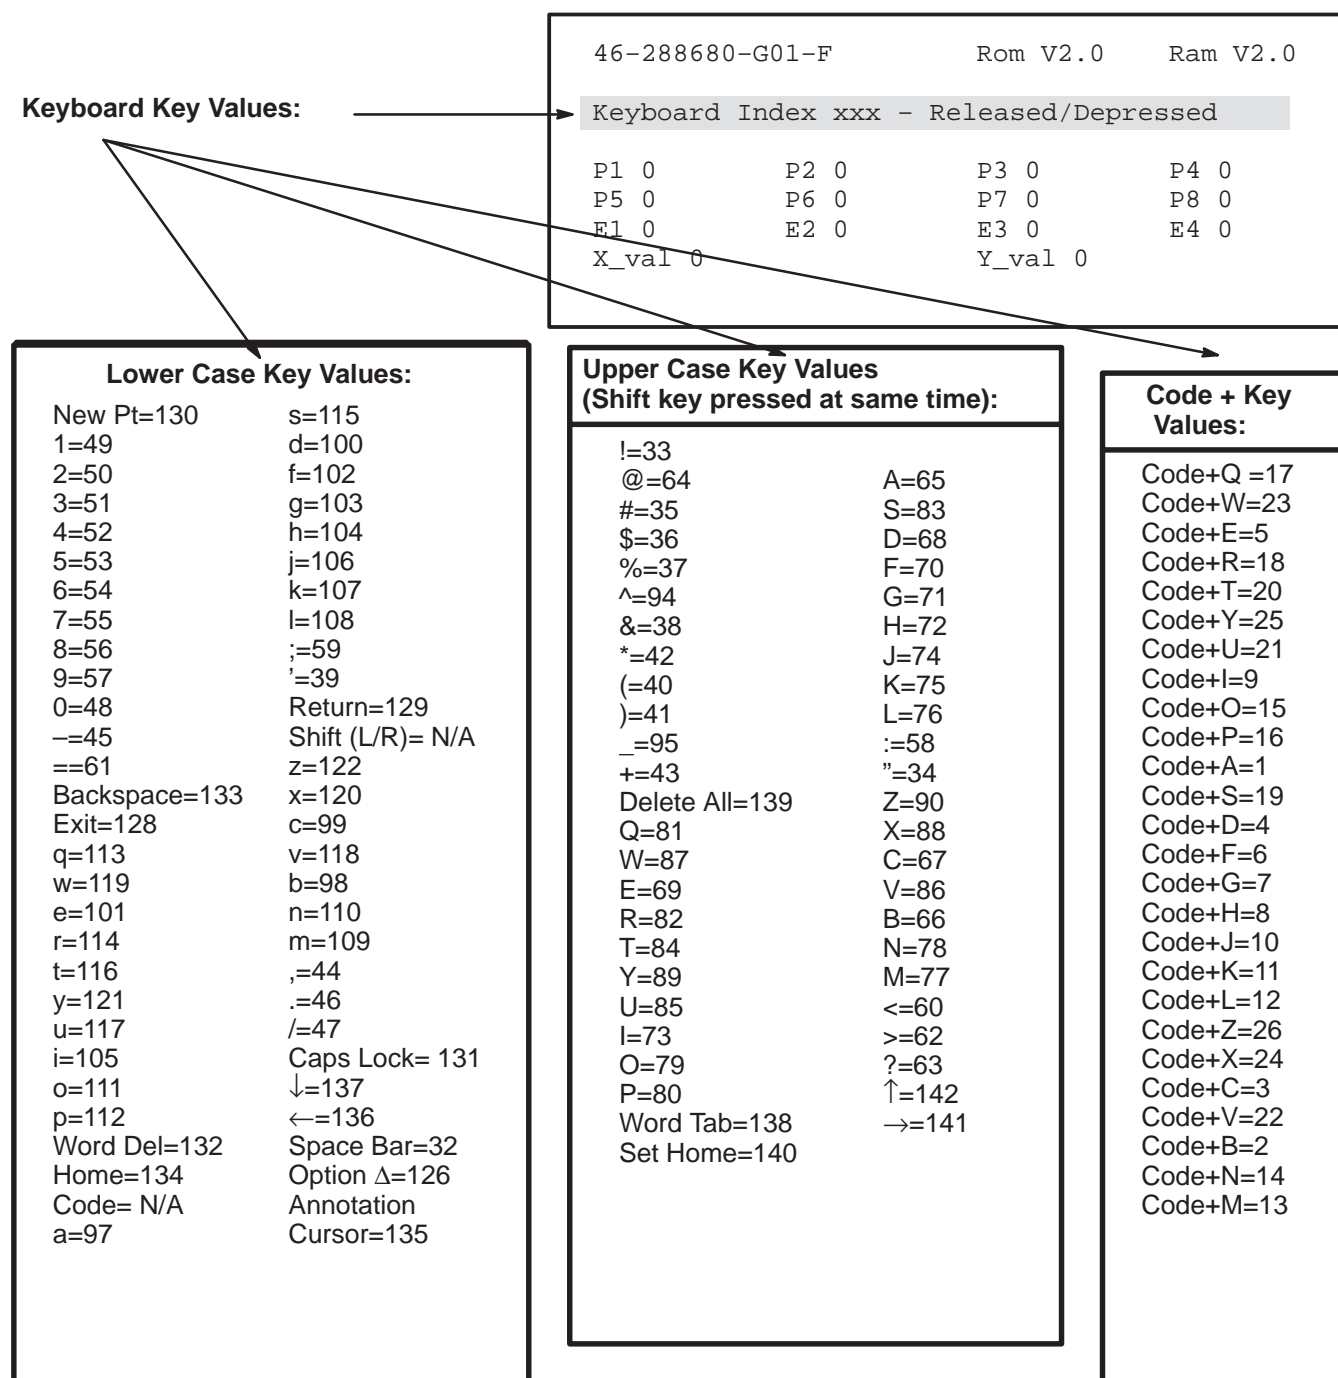 46–288680–G01–F Rom V2.0 Ram V2.0
Keyboard Key Values:
Keyboard Index xxx – Released/Depressed
P1 0 P2 0 P3 0 P4 0
P5 0 P6 0 P7 0 P8 0
E1 0 E2 0 E3 0 E4 0
X_val 0 Y_val 0
Lower Case Key Values:
New Pt=130
1=49
2=50
3=51
4=52
5=53
6=54
7=55
8=56
9=57
0=48
–=45
==61
Backspace=133
Exit=128
q=113
w=119
e=101
r=114
t=116
y=121
u=117
i=105
o=111
p=112
Word Del=132
Home=134
Code= N/A
a=97
s=115
d=100
f=102
g=103
h=104
j=106
k=107
l=108
;=59
’=39
Return=129
Shift (L/R)= N/A
z=122
x=120
c=99
v=118
b=98
n=110
m=109
,=44
.=46
/=47
Caps Lock= 131
↓=137
←=136
Space Bar=32
Option Δ=126
Annotation
Cursor=135
Upper Case Key Values
(Shift key pressed at same time):
!=33
@=64
#=35
$=36
%=37
^=94
&=38
*=42
(=40
)=41
_=95
+=43
Delete All=139
Q=81
W=87
E=69
R=82
T=84
Y=89
U=85
I=73
O=79
P=80
Word Tab=138
Set Home=140
A=65
S=83
D=68
F=70
G=71
H=72
J=74
K=75
L=76
:=58
”=34
Z=90
X=88
C=67
V=86
B=66
N=78
M=77
<=60
>=62
?=63
↑=142
→=141
Code + Key
Values:
Code+Q =17
Code+W=23
Code+E=5
Code+R=18
Code+T=20
Code+Y=25
Code+U=21
Code+I=9
Code+O=15
Code+P=16
Code+A=1
Code+S=19
Code+D=4
Code+F=6
Code+G=7
Code+H=8
Code+J=10
Code+K=11
Code+L=12
Code+Z=26
Code+X=24
Code+C=3
Code+V=22
Code+B=2
Code+N=14
Code+M=13